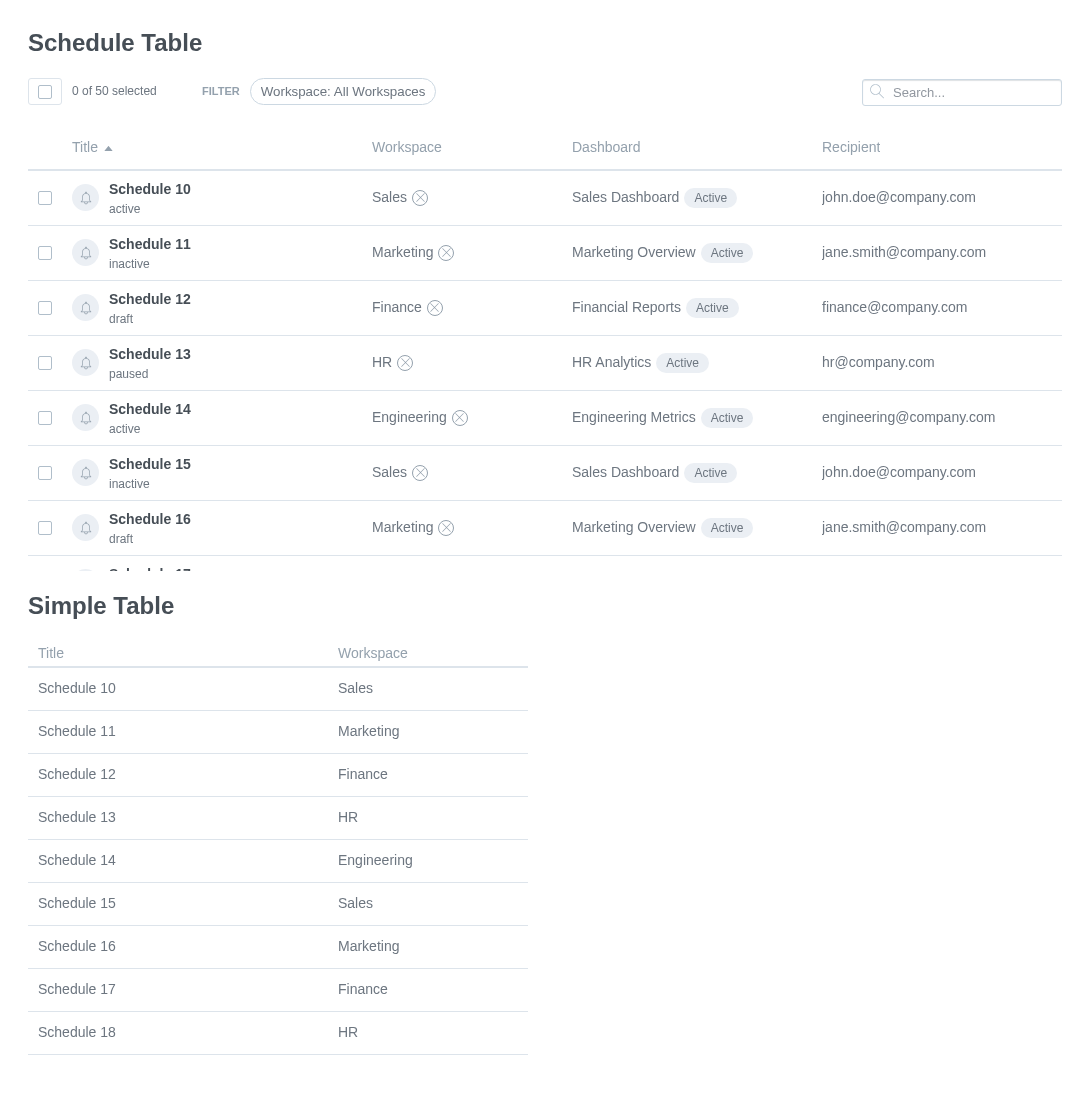 Schedule Table
0 of 50 selected FILTER Workspace: All Workspaces Search...
Title Workspace Dashboard Recipient
Schedule 10
active
Sales Sales Dashboard Active john.doe@company.com
Schedule 11
inactive
Marketing Marketing Overview Active jane.smith@company.com
Schedule 12
draft
Finance Financial Reports Active finance@company.com
Schedule 13
paused
HR HR Analytics Active hr@company.com
Schedule 14
active
Engineering Engineering Metrics Active engineering@company.com
Schedule 15
inactive
Sales Sales Dashboard Active john.doe@company.com
Schedule 16
draft
Marketing Marketing Overview Active jane.smith@company.com
Schedule 17
Simple Table
Title Workspace
Schedule 10 Sales
Schedule 11 Marketing
Schedule 12 Finance
Schedule 13 HR
Schedule 14 Engineering
Schedule 15 Sales
Schedule 16 Marketing
Schedule 17 Finance
Schedule 18 HR